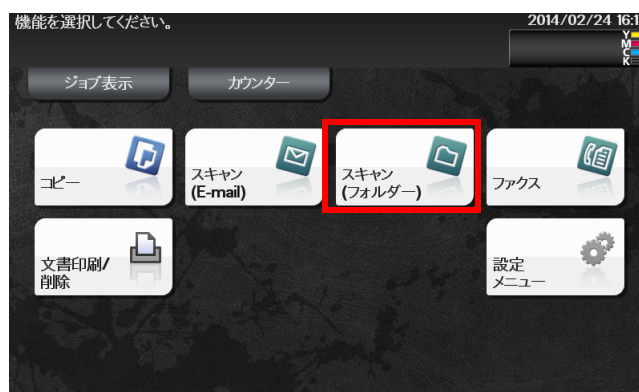 機能を選択してください。
2014/02/24 16:1
Y
M
C
K
ジョブ表示
カウンター
コピー
スキャン
(E-mail)
スキャン
(フォルダー)
ファクス
文書印刷/
削除
設定
メニュー